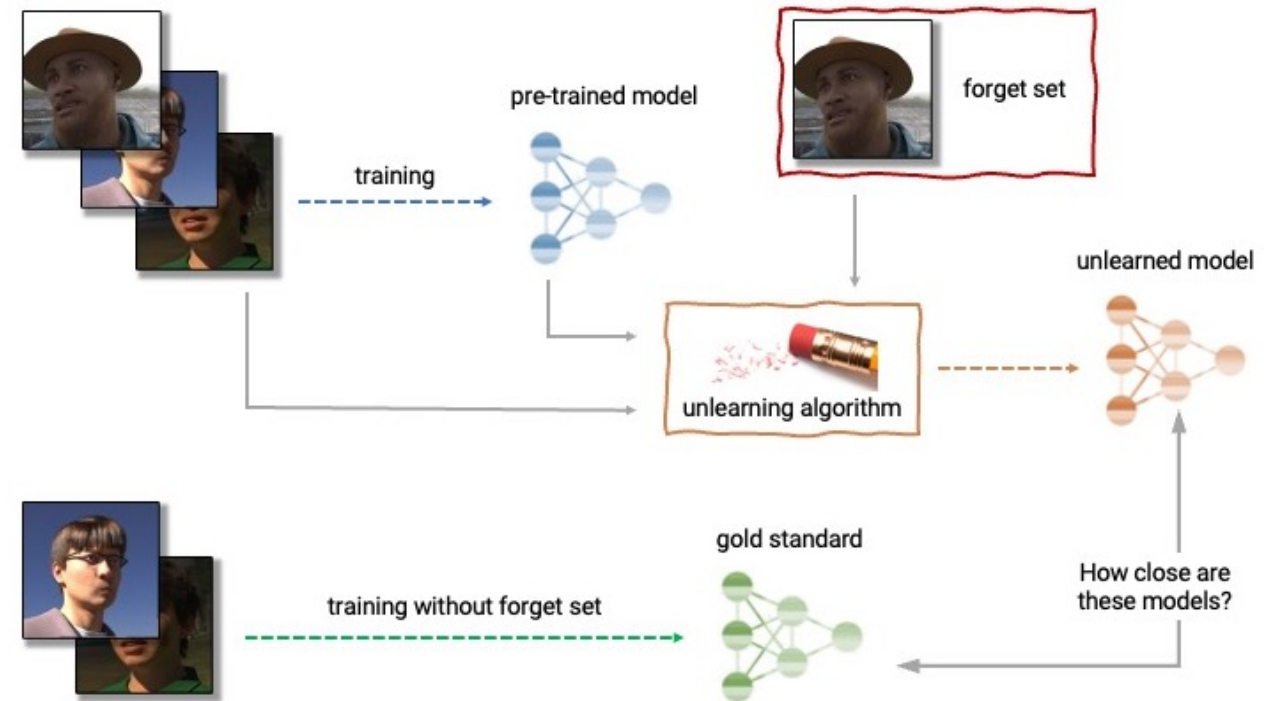 pre-trained model
forget set
training
unlearned model
unlearning algorithm
gold standard
How close are
these models?
training without forget set